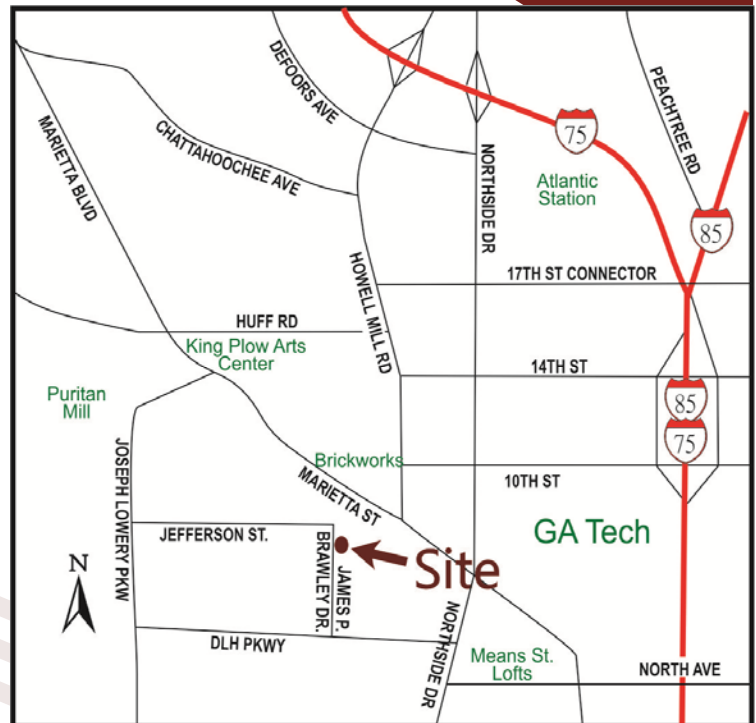 DEFOORS AVE
PEACHTREE RD
MARIETTA BLVD
CHATTAHOOCHEE AVE
75
NORTHSIDE DR
Atlantic
Station
85
HOWELL MILL RD
17TH ST CONNECTOR
HUFF RD
King Plow Arts
Center
14TH ST
Puritan
Mill
85
75
JOSEPH LOWERY PKW
Brickworks
MARIETTA ST
10TH ST
JEFFERSON ST.
GA Tech
JAMES P.
BRAWLEY DR.
Site
N
NORTHSIDE DR
DLH PKWY
Means St.
Lofts
NORTH AVE